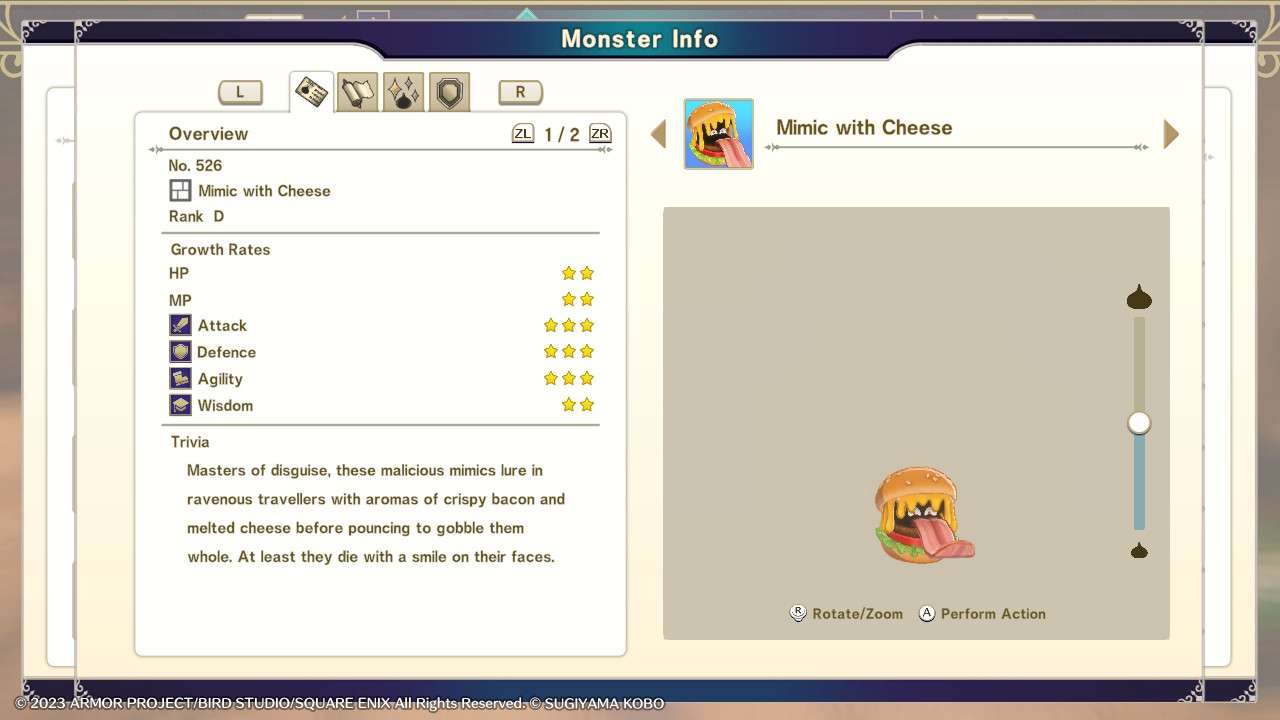 Monster Info
L
R
Overview
ZL 1 / 2 ZR
No. 526
Mimic with Cheese
Rank D
Growth Rates
HP
MP
Attack
Defence
Agility
Wisdom
Trivia
Masters of disguise, these malicious mimics lure in
ravenous travellers with aromas of crispy bacon and
melted cheese before pouncing to gobble them
whole. At least they die with a smile on their faces.
Mimic with Cheese
R Rotate/Zoom A Perform Action
© 2023 ARMOR PROJECT/BIRD STUDIO/SQUARE ENIX All Rights Reserved. © SUGIYAMA KOBO